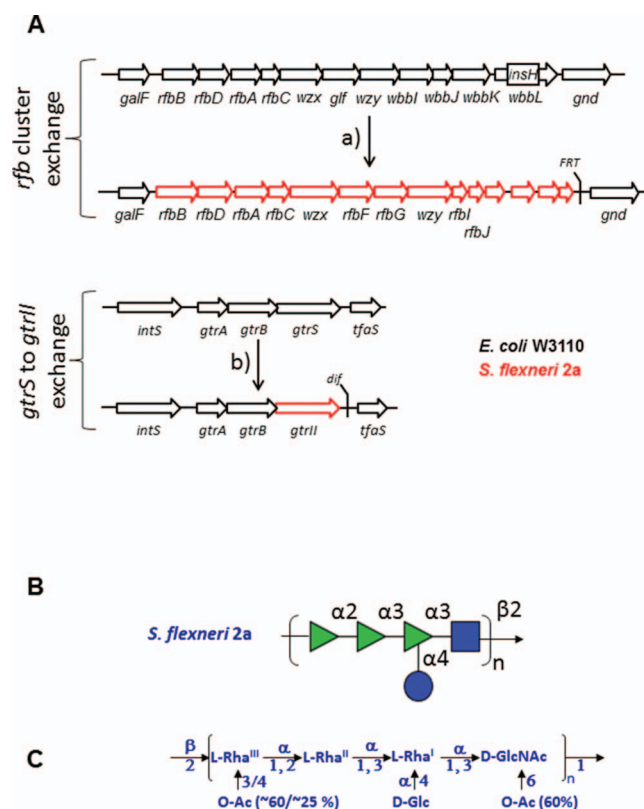 A
rfb cluster
exchange
insH
galF rfbB rfbD rfbA rfbC wzx glf wzy wbbI wbbJ wbbK wbbL gnd
a)
FRT
galF rfbB rfbD rfbA rfbC wzx rfbF rfbG wzy rfbI gnd
rfbJ
gtrS to gtrII
exchange
intS gtrA gtrB gtrS tfaS
b)
E. coli W3110
S. flexneri 2a
dif
intS gtrA gtrB gtrII tfaS
B
S. flexneri 2a
α2 α3 α3 β2
α4 n
C
β α α α
L-Rha^III L-Rha^II L-Rha^I D-GlcNAc
2 1,2 1,3 1,3 n 1
3/4 α 4 6
O-Ac (~60/~25 %) D-Glc O-Ac (60%)